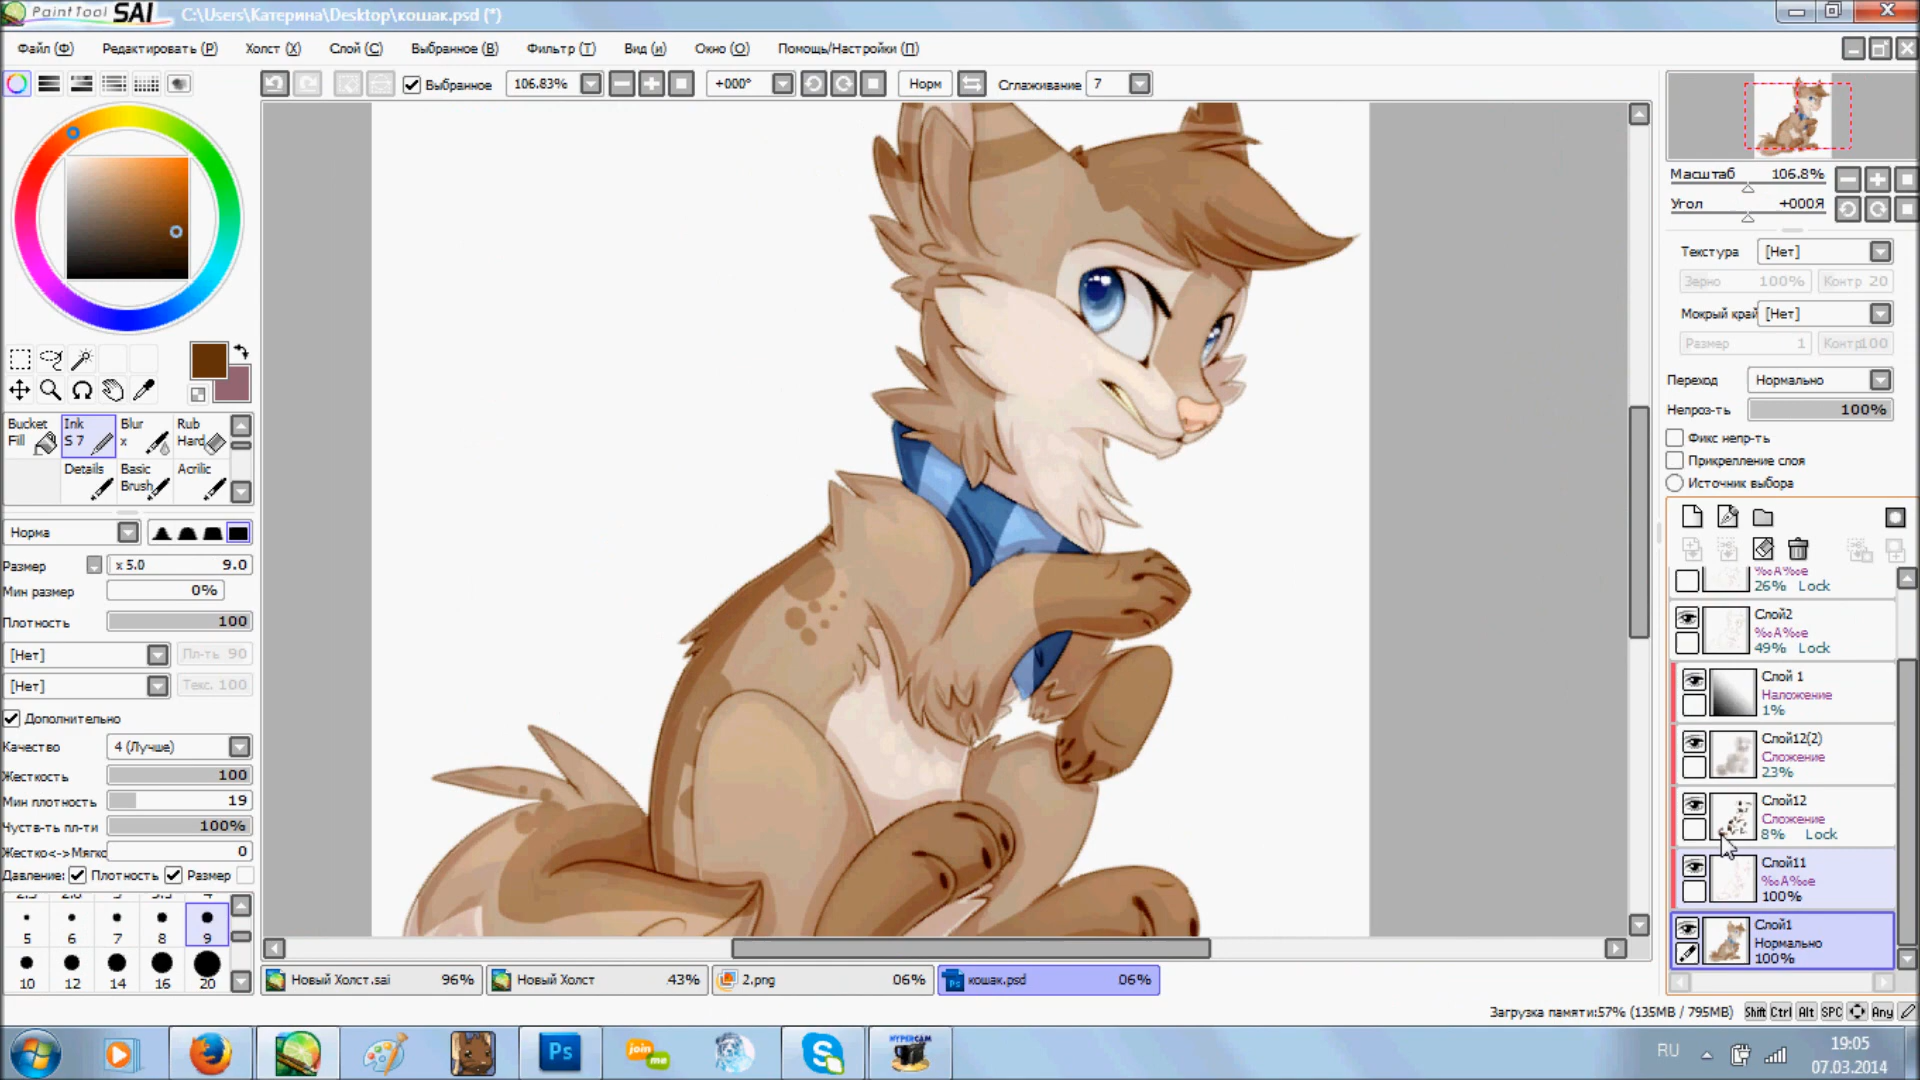 PaintTool SAI C:\Users\Катерина\Desktop\кошак.psd (*)
Файл (Ф) Редактировать (Р) Холст (Х) Слой (С) Выбранное (В) Фильтр (Т) Вид (и) Окно (О) Помощь/Настройки (П)
Выбранное 106.83% +000° Норм Сглаживание 7
Масштаб 106.8%
Угол +000Я
Текстура [Нет]
Зерно 100% Контр 20
Мокрый край [Нет]
Размер 1 Контр100
Переход Нормально
Непроз-ть 100%
Фикс непр-ть
Прикрепление слоя
Источник выбора
Bucket Fill
Ink S 7
Blur x
Rub Hard
Details
Basic Brush
Acrilic
Норма
Размер x 5.0 9.0
Мин размер 0%
Плотность 100
[Нет] Пл-ть 90
[Нет] Текс. 100
Дополнительно
Качество 4 (Лучше)
Жесткость 100
Мин плотность 19
Чуств-ть пл-ти 100%
Жестко<->Мягко 0
Давление: Плотность Размер
5 6 7 8 9
10 12 14 16 20
‰А‰е
26% Lock
Слой2
‰А‰е
49% Lock
Слой 1
Наложение
1%
Слой12(2)
Сложение
23%
Слой12
Сложение
8% Lock
Слой11
‰А‰е
100%
Слой1
Нормально
100%
Новый Холст.sai 96% Новый Холст 43% 2.png 06% кошак.psd 06%
Загрузка памяти:57% (135MB / 795MB) Shift Ctrl Alt SPC Any
Ps
join me
HYPERCAM
RU
19:05
07.03.2014